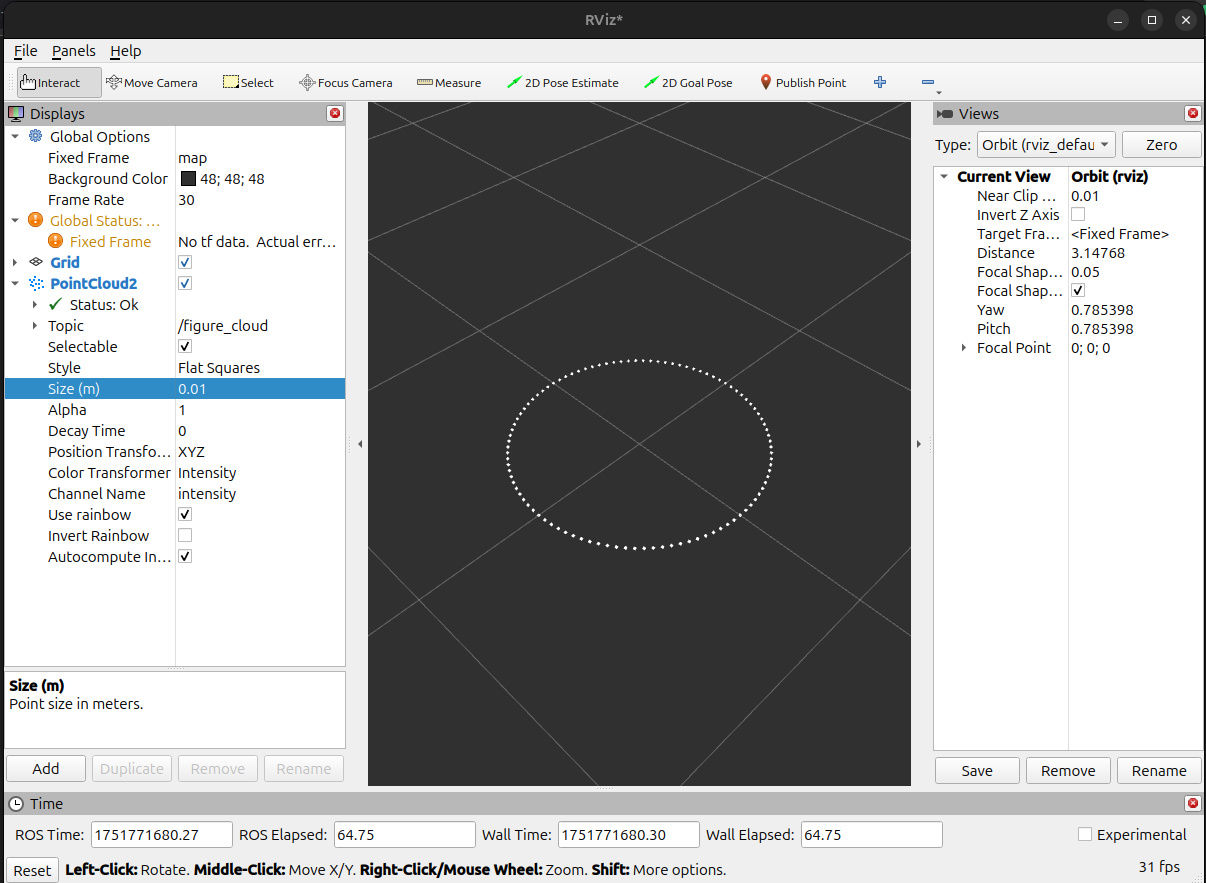 RViz*
File Panels Help
Interact Move Camera Select Focus Camera Measure 2D Pose Estimate 2D Goal Pose Publish Point
Displays
Global Options
Fixed Frame map
Background Color 48; 48; 48
Frame Rate 30
Global Status: ...
Fixed Frame No tf data. Actual err...
Grid
PointCloud2
Status: Ok
Topic /figure_cloud
Selectable
Style Flat Squares
Size (m) 0.01
Alpha 1
Decay Time 0
Position Transfo... XYZ
Color Transformer Intensity
Channel Name intensity
Use rainbow
Invert Rainbow
Autocompute In...
Size (m)
Point size in meters.
Add Duplicate Remove Rename
Views
Type: Orbit (rviz_defau Zero
Current View Orbit (rviz)
Near Clip ... 0.01
Invert Z Axis
Target Fra... <Fixed Frame>
Distance 3.14768
Focal Shap... 0.05
Focal Shap...
Yaw 0.785398
Pitch 0.785398
Focal Point 0; 0; 0
Save Remove Rename
Time
ROS Time: 1751771680.27 ROS Elapsed: 64.75 Wall Time: 1751771680.30 Wall Elapsed: 64.75 Experimental
Reset Left-Click: Rotate. Middle-Click: Move X/Y. Right-Click/Mouse Wheel: Zoom. Shift: More options. 31 fps